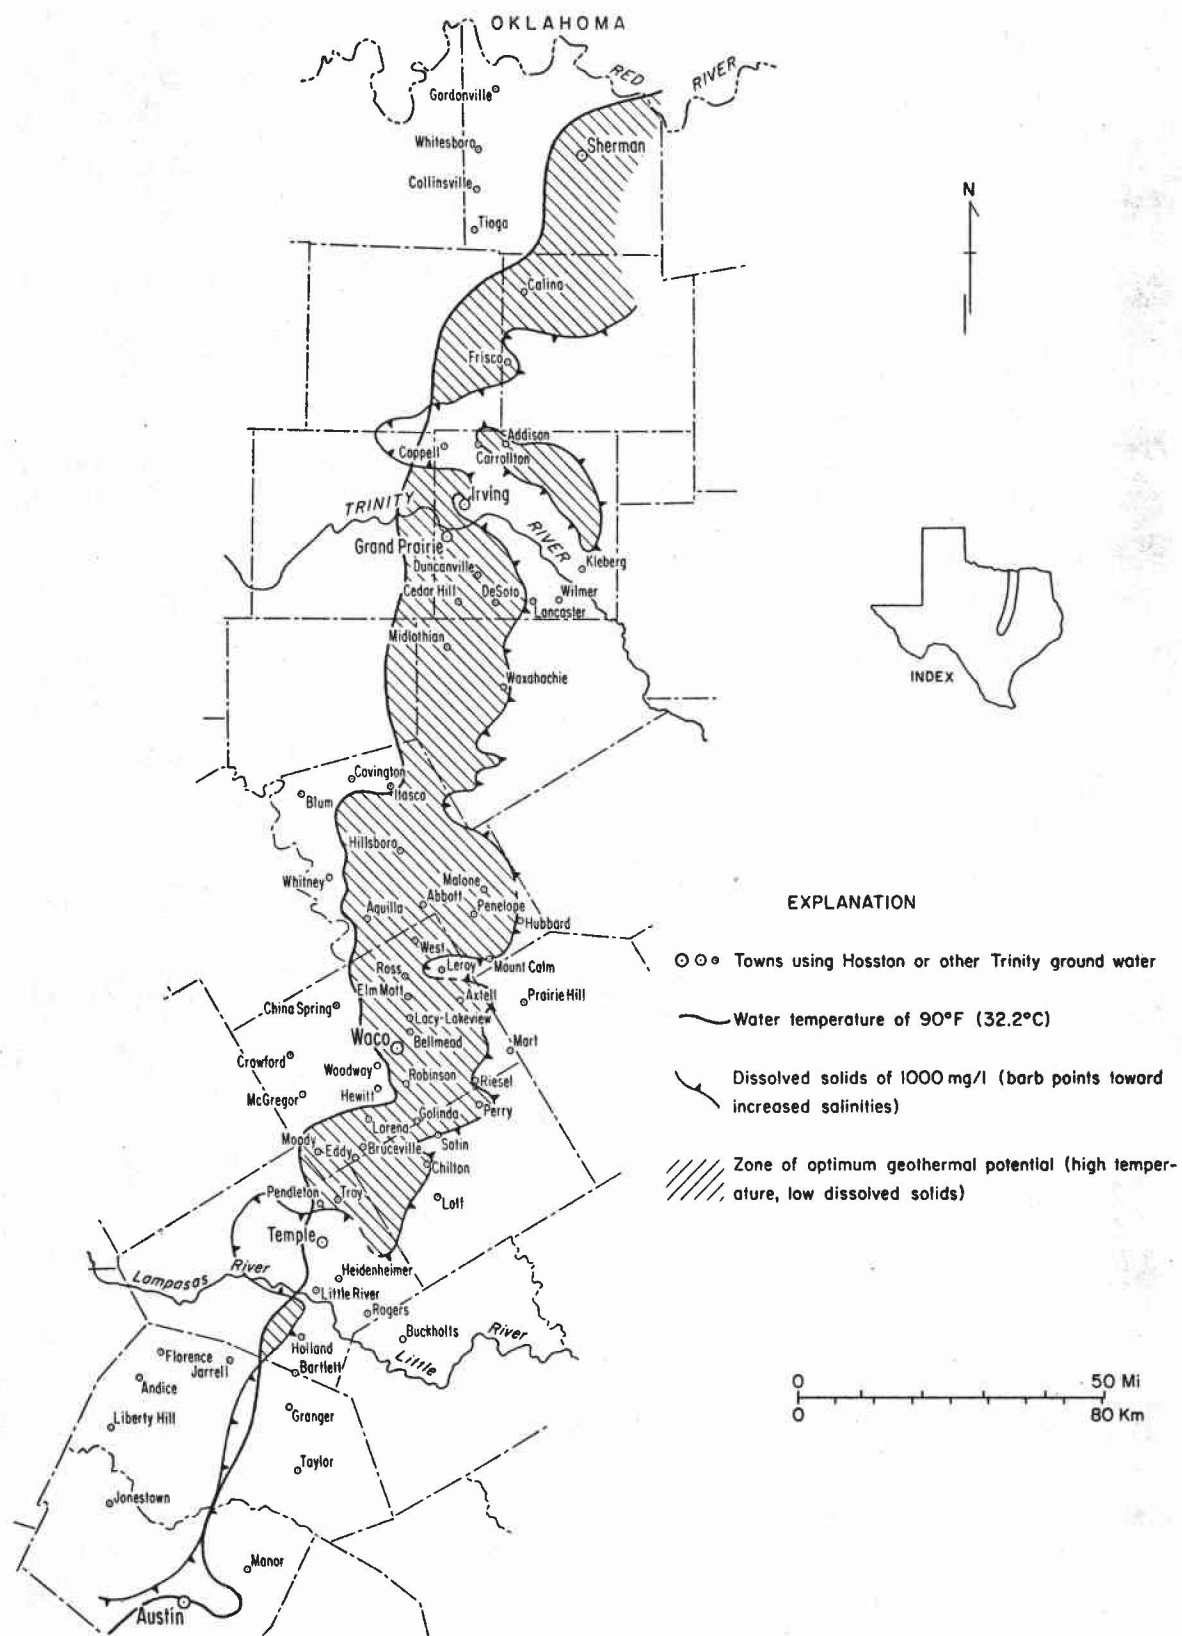 OKLAHOMA
RED RIVER
Gordonville
Whitesboro
Sherman
Collinsville
N
Tioga
Calina
Frisco
Addison
Coppell
Carrollton
Irving
TRINITY
RIVER
Grand Prairie
Kleberg
Duncanville
Cedar Hill
DeSoto
Wilmer
Lancaster
Midlothian
Waxahachie
INDEX
Covington
Itasca
Blum
Hillsboro
Whitney
Malone
Abbott
Aquilla
Penelope
Hubbard
West
Leroy
Mount Calm
Ross
Elm Mott
Axtell
Prairie Hill
China Spring
Lacy-Lakeview
Waco
Bellmead
Mart
Crawford
Woodway
Robinson
Riesel
McGregor
Hewitt
Perry
Golinda
Lorena
Satin
Moody
Eddy
Bruceville
Chilton
Pendleton
Troy
Lott
Temple
Heidenheimer
Lampasas River
Little River
Rogers
Buckholts
Little River
Holland
Florence
Jarrell
Bartlett
Andice
Liberty Hill
Granger
Taylor
Jonestown
Manor
Austin
EXPLANATION
Towns using Hosston or other Trinity ground water
Water temperature of 90°F (32.2°C)
Dissolved solids of 1000 mg/l (barb points toward
increased salinities)
Zone of optimum geothermal potential (high temper-
ature, low dissolved solids)
0 50 Mi
0 80 Km